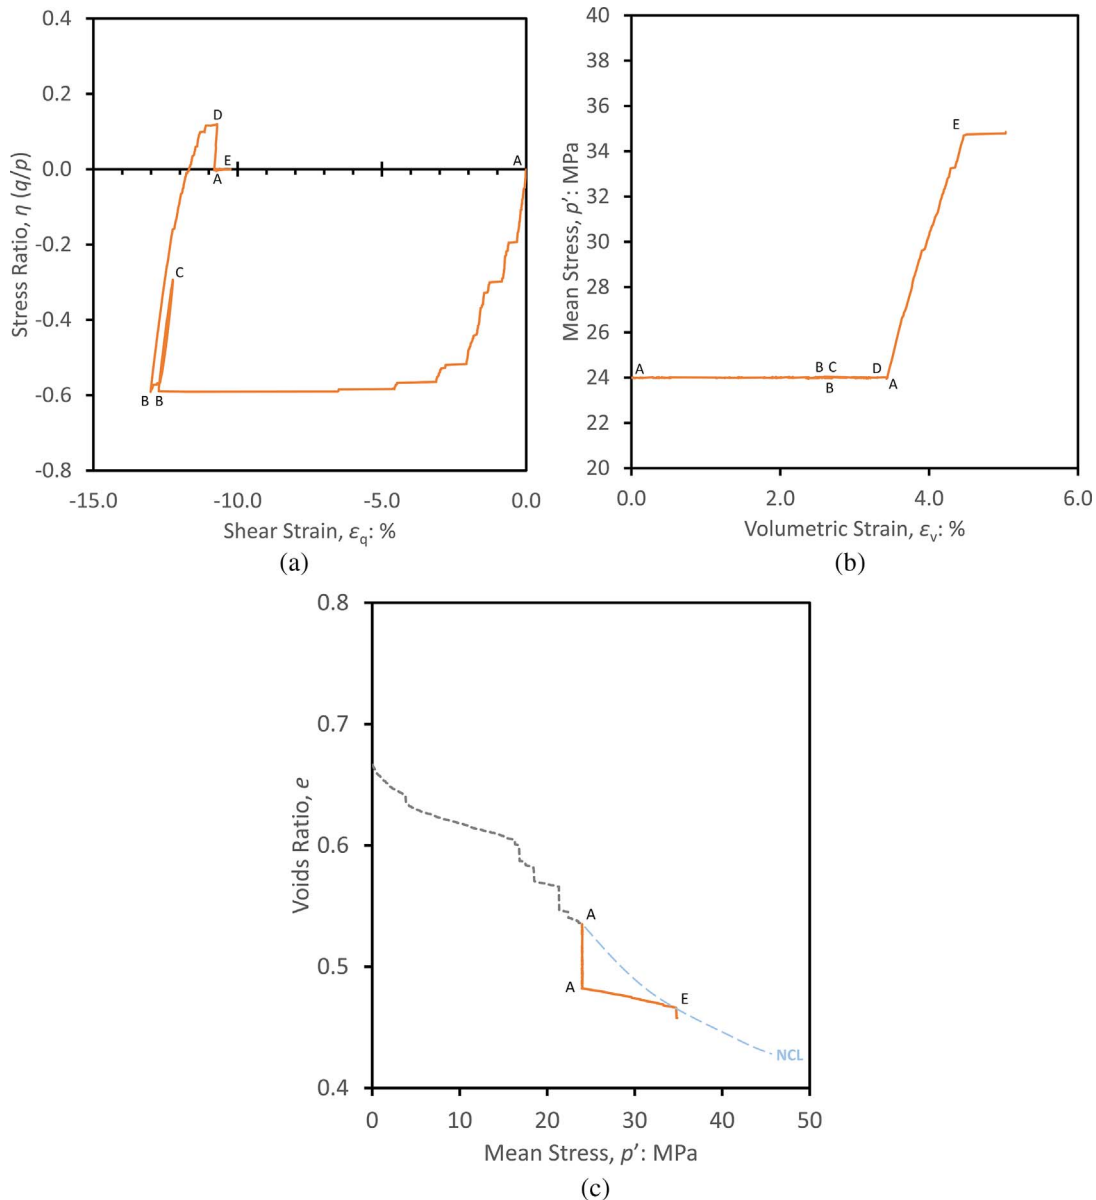 0.4
0.2
0.0
-0.2
-0.4
-0.6
-0.8
Stress Ratio, η (q/p)
D
E
A
A
C
B B
-15.0 -10.0 -5.0 0.0
Shear Strain, εq: %
(a)
40
38
36
34
32
30
28
26
24
22
20
Mean Stress, p’: MPa
E
A
B C
D
B
A
0.0 2.0 4.0 6.0
Volumetric Strain, εv: %
(b)
0.8
0.7
0.6
0.5
0.4
Voids Ratio, e
A
A
E
NCL
0 10 20 30 40 50
Mean Stress, p’: MPa
(c)